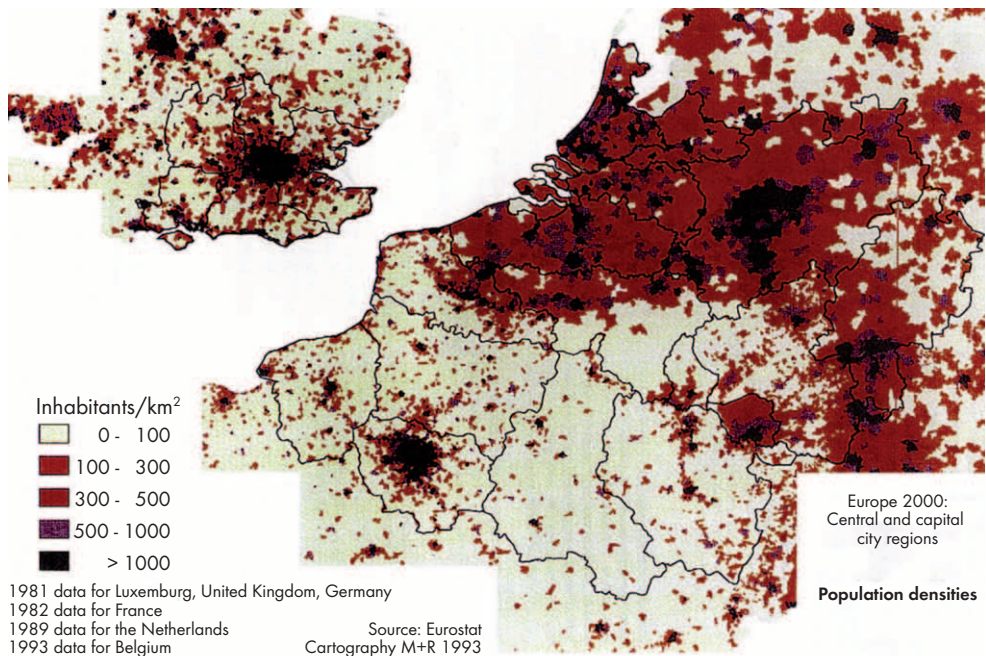 Inhabitants/km²
0 - 100
100 - 300
300 - 500
500 - 1000
> 1000
1981 data for Luxemburg, United Kingdom, Germany
1982 data for France
1989 data for the Netherlands
1993 data for Belgium
Source: Eurostat
Cartography M+R 1993
Europe 2000:
Central and capital
city regions
Population densities